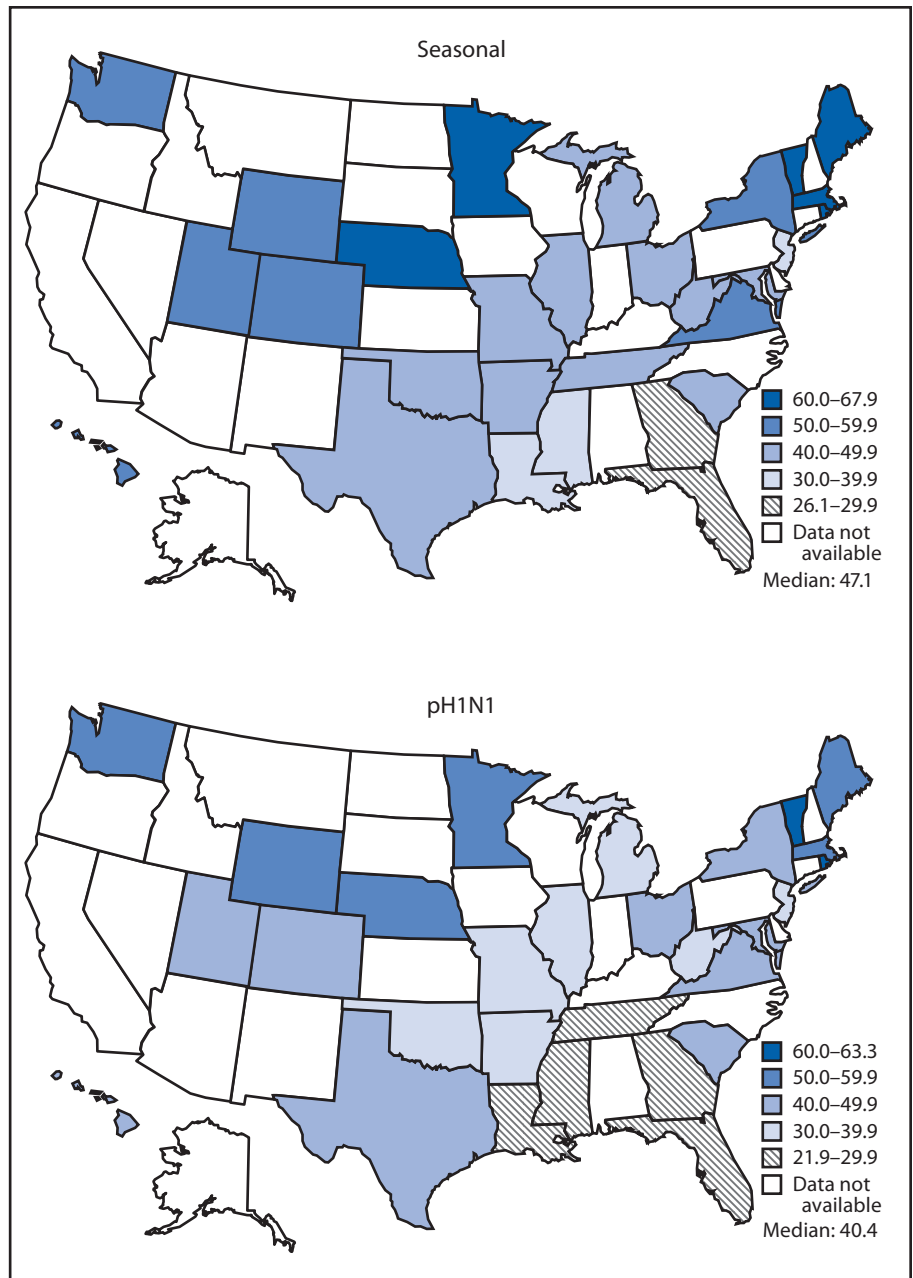 Seasonal
60.0–67.9
50.0–59.9
40.0–49.9
30.0–39.9
26.1–29.9
Data not
available
Median: 47.1
pH1N1
60.0–63.3
50.0–59.9
40.0–49.9
30.0–39.9
21.9–29.9
Data not
available
Median: 40.4